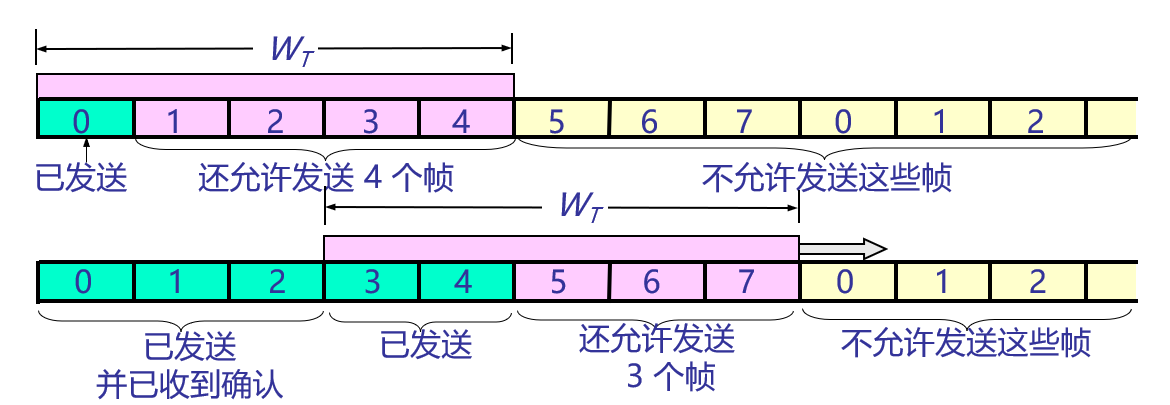 W_T
0 1 2 3 4 5 6 7 0 1 2
已发送 还允许发送 4 个帧 不允许发送这些帧
W_T
0 1 2 3 4 5 6 7 0 1 2
已发送 已发送 还允许发送 不允许发送这些帧
并已收到确认 3 个帧